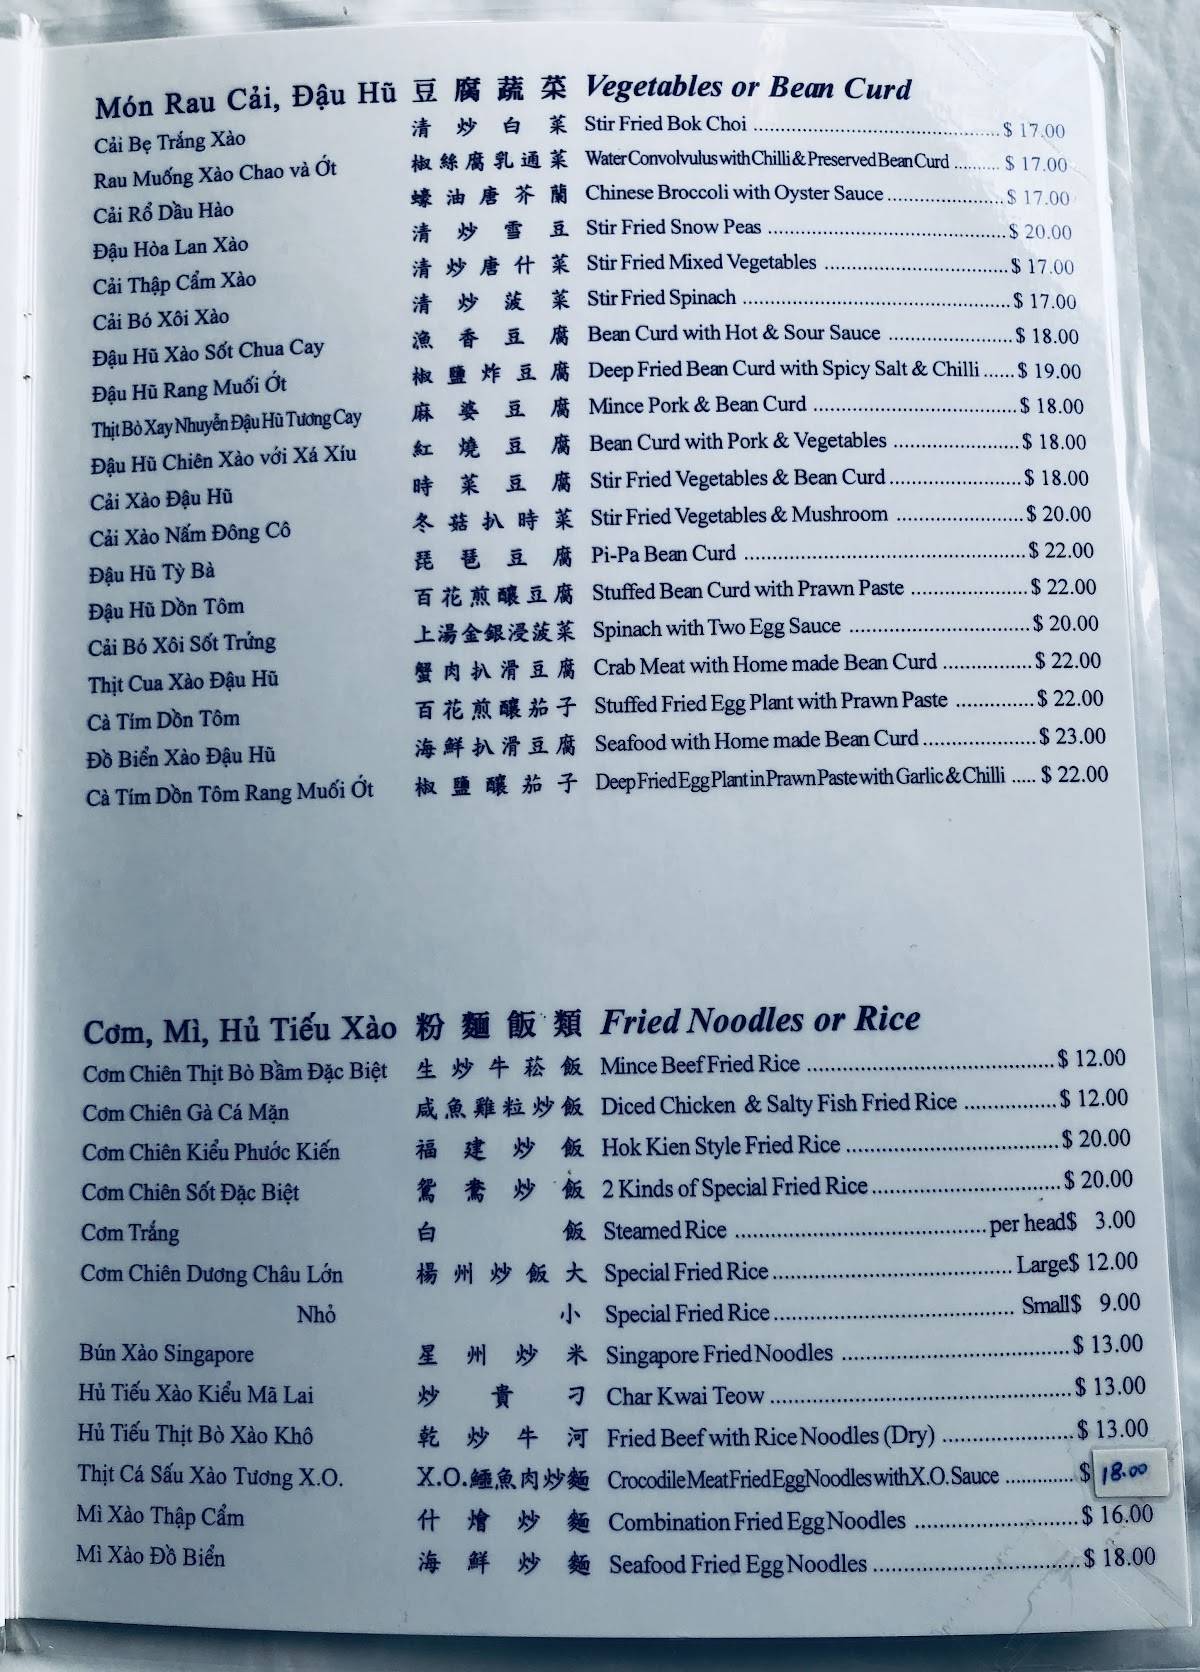 Món Rau Cải, Đậu Hũ 豆腐蔬菜 Vegetables or Bean Curd
Cải Bẹ Trắng Xào 清炒白菜 Stir Fried Bok Choi $ 17.00
Rau Muống Xào Chao và Ớt 椒絲腐乳通菜 Water Convolvulus with Chilli & Preserved Bean Curd $ 17.00
Cải Rổ Dầu Hào 蠔油唐芥蘭 Chinese Broccoli with Oyster Sauce $ 17.00
Đậu Hòa Lan Xào 清炒雪豆 Stir Fried Snow Peas $ 20.00
Cải Thập Cẩm Xào 清炒唐什菜 Stir Fried Mixed Vegetables $ 17.00
Cải Bó Xôi Xào 清炒菠菜 Stir Fried Spinach $ 17.00
Đậu Hũ Xào Sốt Chua Cay 漁香豆腐 Bean Curd with Hot & Sour Sauce $ 18.00
Đậu Hũ Rang Muối Ớt 椒鹽炸豆腐 Deep Fried Bean Curd with Spicy Salt & Chilli $ 19.00
Thịt Bò Xay Nhuyễn Đậu Hũ Tương Cay 麻婆豆腐 Mince Pork & Bean Curd $ 18.00
Đậu Hũ Chiên Xào với Xá Xíu 紅燒豆腐 Bean Curd with Pork & Vegetables $ 18.00
Cải Xào Đậu Hũ 時菜豆腐 Stir Fried Vegetables & Bean Curd $ 18.00
Cải Xào Nấm Đông Cô 冬菇扒時菜 Stir Fried Vegetables & Mushroom $ 20.00
Đậu Hũ Tỳ Bà 琵琶豆腐 Pi-Pa Bean Curd $ 22.00
Đậu Hũ Dồn Tôm 百花煎釀豆腐 Stuffed Bean Curd with Prawn Paste $ 22.00
Cải Bó Xôi Sốt Trứng 上湯金銀浸菠菜 Spinach with Two Egg Sauce $ 20.00
Thịt Cua Xào Đậu Hũ 蟹肉扒滑豆腐 Crab Meat with Home made Bean Curd $ 22.00
Cà Tím Dồn Tôm 百花煎釀茄子 Stuffed Fried Egg Plant with Prawn Paste $ 22.00
Đồ Biển Xào Đậu Hũ 海鮮扒滑豆腐 Seafood with Home made Bean Curd $ 23.00
Cà Tím Dồn Tôm Rang Muối Ớt 椒鹽釀茄子 Deep Fried Egg Plant in Prawn Paste with Garlic & Chilli $ 22.00
Cơm, Mì, Hủ Tiếu Xào 粉麵飯類 Fried Noodles or Rice
Cơm Chiên Thịt Bò Bằm Đặc Biệt 生炒牛菘飯 Mince Beef Fried Rice $ 12.00
Cơm Chiên Gà Cá Mặn 咸魚雞粒炒飯 Diced Chicken & Salty Fish Fried Rice $ 12.00
Cơm Chiên Kiểu Phước Kiến 福建炒飯 Hok Kien Style Fried Rice $ 20.00
Cơm Chiên Sốt Đặc Biệt 鴛鴦炒飯 2 Kinds of Special Fried Rice $ 20.00
Cơm Trắng 白飯 Steamed Rice per head$ 3.00
Cơm Chiên Dương Châu Lớn 楊州炒飯大 Special Fried Rice Large$ 12.00
Nhỏ 小 Special Fried Rice Small$ 9.00
Bún Xào Singapore 星州炒米 Singapore Fried Noodles $ 13.00
Hủ Tiếu Xào Kiểu Mã Lai 炒貴刁 Char Kwai Teow $ 13.00
Hủ Tiếu Thịt Bò Xào Khô 乾炒牛河 Fried Beef with Rice Noodles (Dry) $ 13.00
Thịt Cá Sấu Xào Tương X.O. X.O.鱷魚肉炒麵 Crocodile Meat Fried Egg Noodles with X.O. Sauce $ 18.00
Mì Xào Thập Cẩm 什燴炒麵 Combination Fried Egg Noodles $ 16.00
Mì Xào Đồ Biển 海鮮炒麵 Seafood Fried Egg Noodles $ 18.00